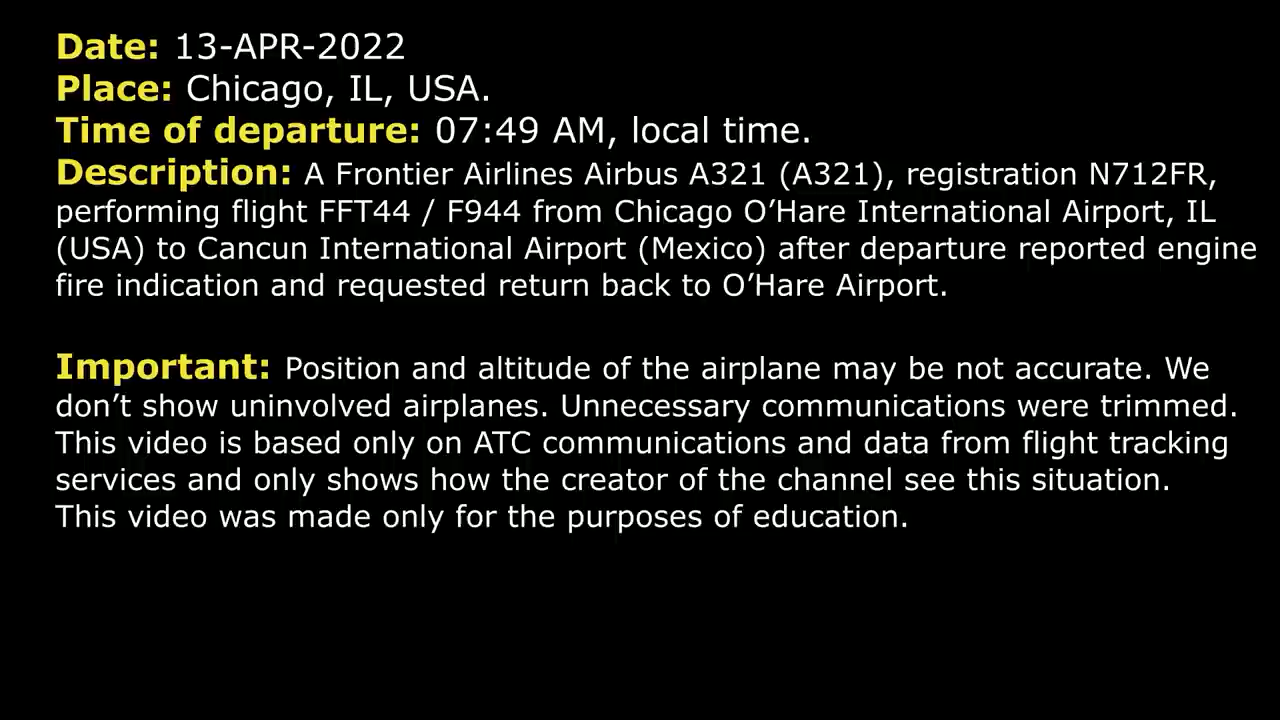 Date: 13-APR-2022
Place: Chicago, IL, USA.
Time of departure: 07:49 AM, local time.
Description: A Frontier Airlines Airbus A321 (A321), registration N712FR,
performing flight FFT44 / F944 from Chicago O’Hare International Airport, IL
(USA) to Cancun International Airport (Mexico) after departure reported engine
fire indication and requested return back to O’Hare Airport.
Important: Position and altitude of the airplane may be not accurate. We
don’t show uninvolved airplanes. Unnecessary communications were trimmed.
This video is based only on ATC communications and data from flight tracking
services and only shows how the creator of the channel see this situation.
This video was made only for the purposes of education.